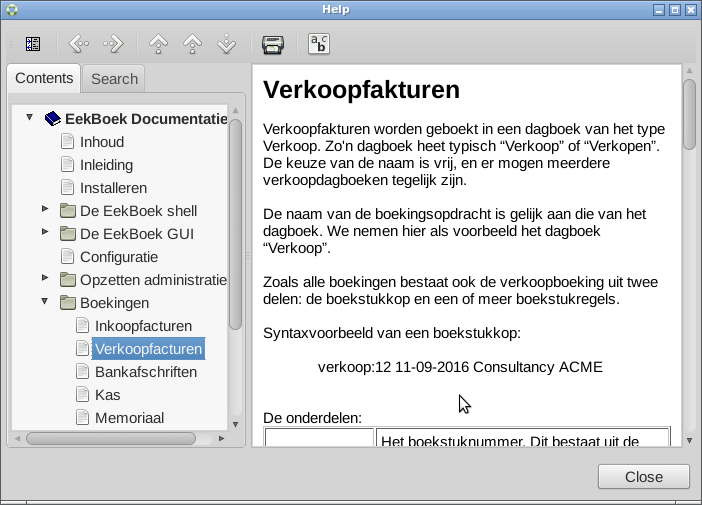 Help
Contents
Search
EekBoek Documentatie
Inhoud
Inleiding
Installeren
De EekBoek shell
De EekBoek GUI
Configuratie
Opzetten administratie
Boekingen
Inkoopfacturen
Verkoopfacturen
Bankafschriften
Kas
Memoriaal
Verkoopfakturen
Verkoopfakturen worden geboekt in een dagboek van het type
Verkoop. Zo'n dagboek heet typisch “Verkoop” of “Verkopen”.
De keuze van de naam is vrij, en er mogen meerdere
verkoopdagboeken tegelijk zijn.
De naam van de boekingsopdracht is gelijk aan die van het
dagboek. We nemen hier als voorbeeld het dagboek
“Verkoop”.
Zoals alle boekingen bestaat ook de verkoopboeking uit twee
delen: de boekstukkop en een of meer boekstukregels.
Syntaxvoorbeeld van een boekstukkop:
verkoop:12 11-09-2016 Consultancy ACME
De onderdelen:
Het boekstuknummer. Dit bestaat uit de
Close